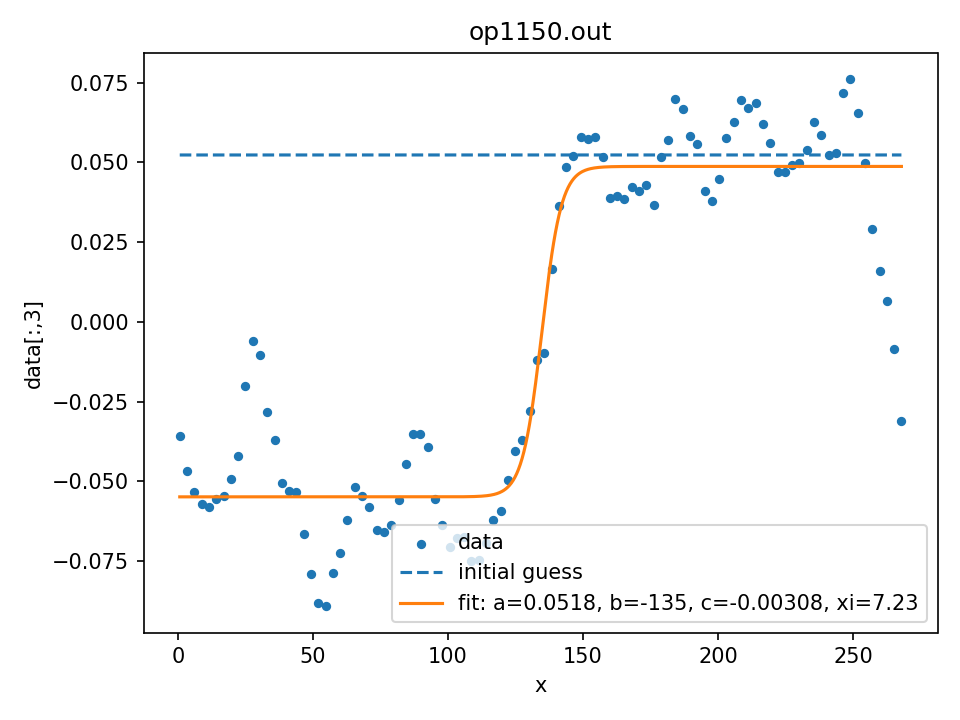 op1150.out
0.075
0.050
0.025
0.000
−0.025
−0.050
−0.075
data[:,3]
data
initial guess
fit: a=0.0518, b=-135, c=-0.00308, xi=7.23
0 50 100 150 200 250
x